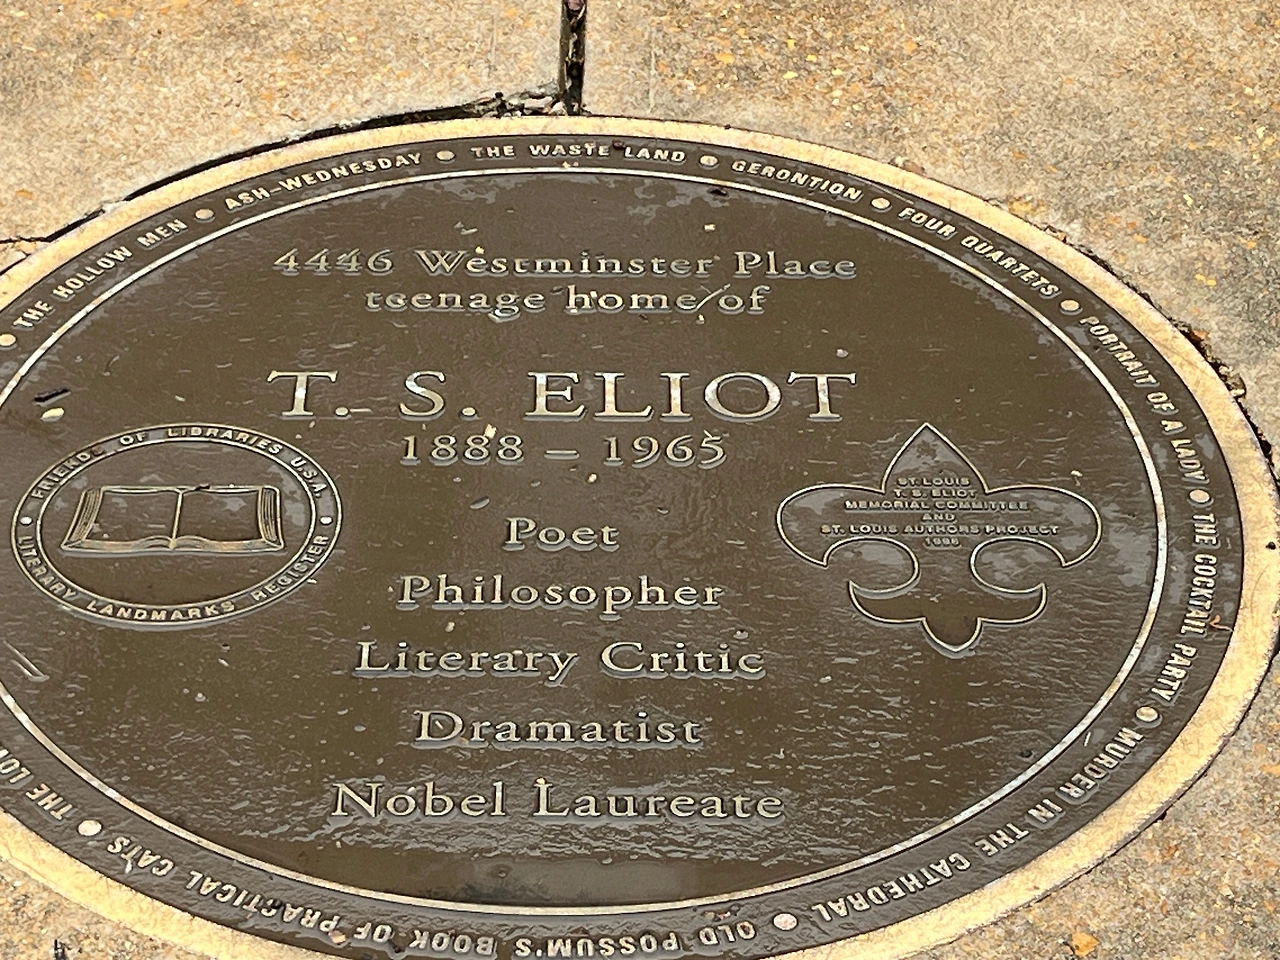 THE HOLLOW MEN • ASH-WEDNESDAY • THE WASTE LAND • GERONTION • FOUR QUARTETS • PORTRAIT OF A LADY • THE COCKTAIL PARTY • MURDER IN THE CATHEDRAL • OLD POSSUM'S BOOK OF PRACTICAL CATS • THE
4446 Westminster Place
teenage home of
T. S. ELIOT
1888 – 1965
FRIENDS OF LIBRARIES U.S.A.
LITERARY LANDMARKS REGISTER
ST. LOUIS
T. S. ELIOT
MEMORIAL COMMITTEE
AND
ST. LOUIS AUTHORS PROJECT
Poet
Philosopher
Literary Critic
Dramatist
Nobel Laureate